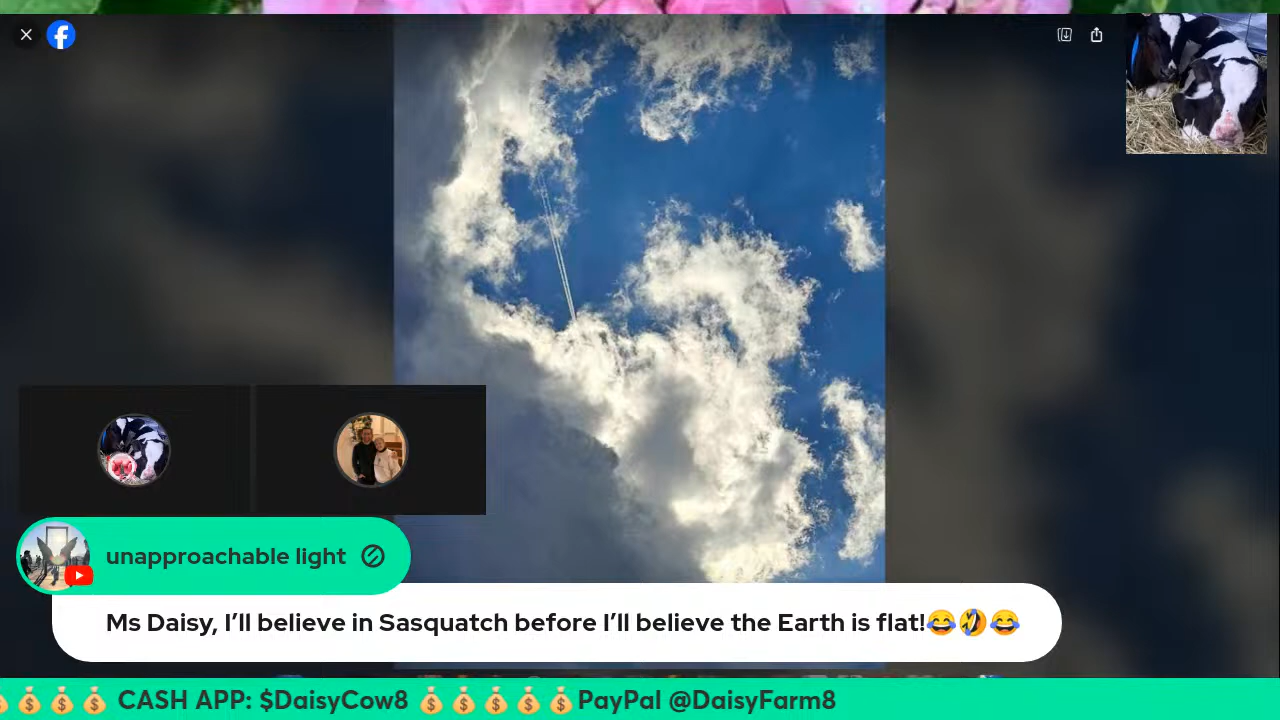 unapproachable light
Ms Daisy, I’ll believe in Sasquatch before I’ll believe the Earth is flat!😂🤣😂
💰💰💰💰 CASH APP: $DaisyCow8 💰💰💰💰💰PayPal @DaisyFarm8